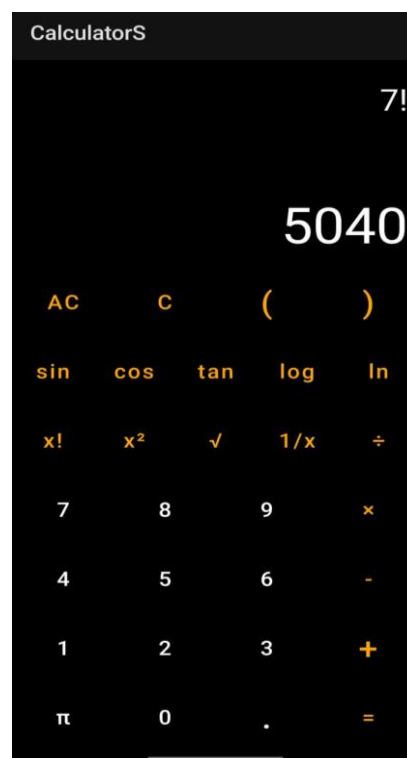 CalculatorS
7!
5040
AC C ( )
sin cos tan log ln
x! x² √ 1/x ÷
7 8 9 ×
4 5 6 -
1 2 3 +
π 0 . =